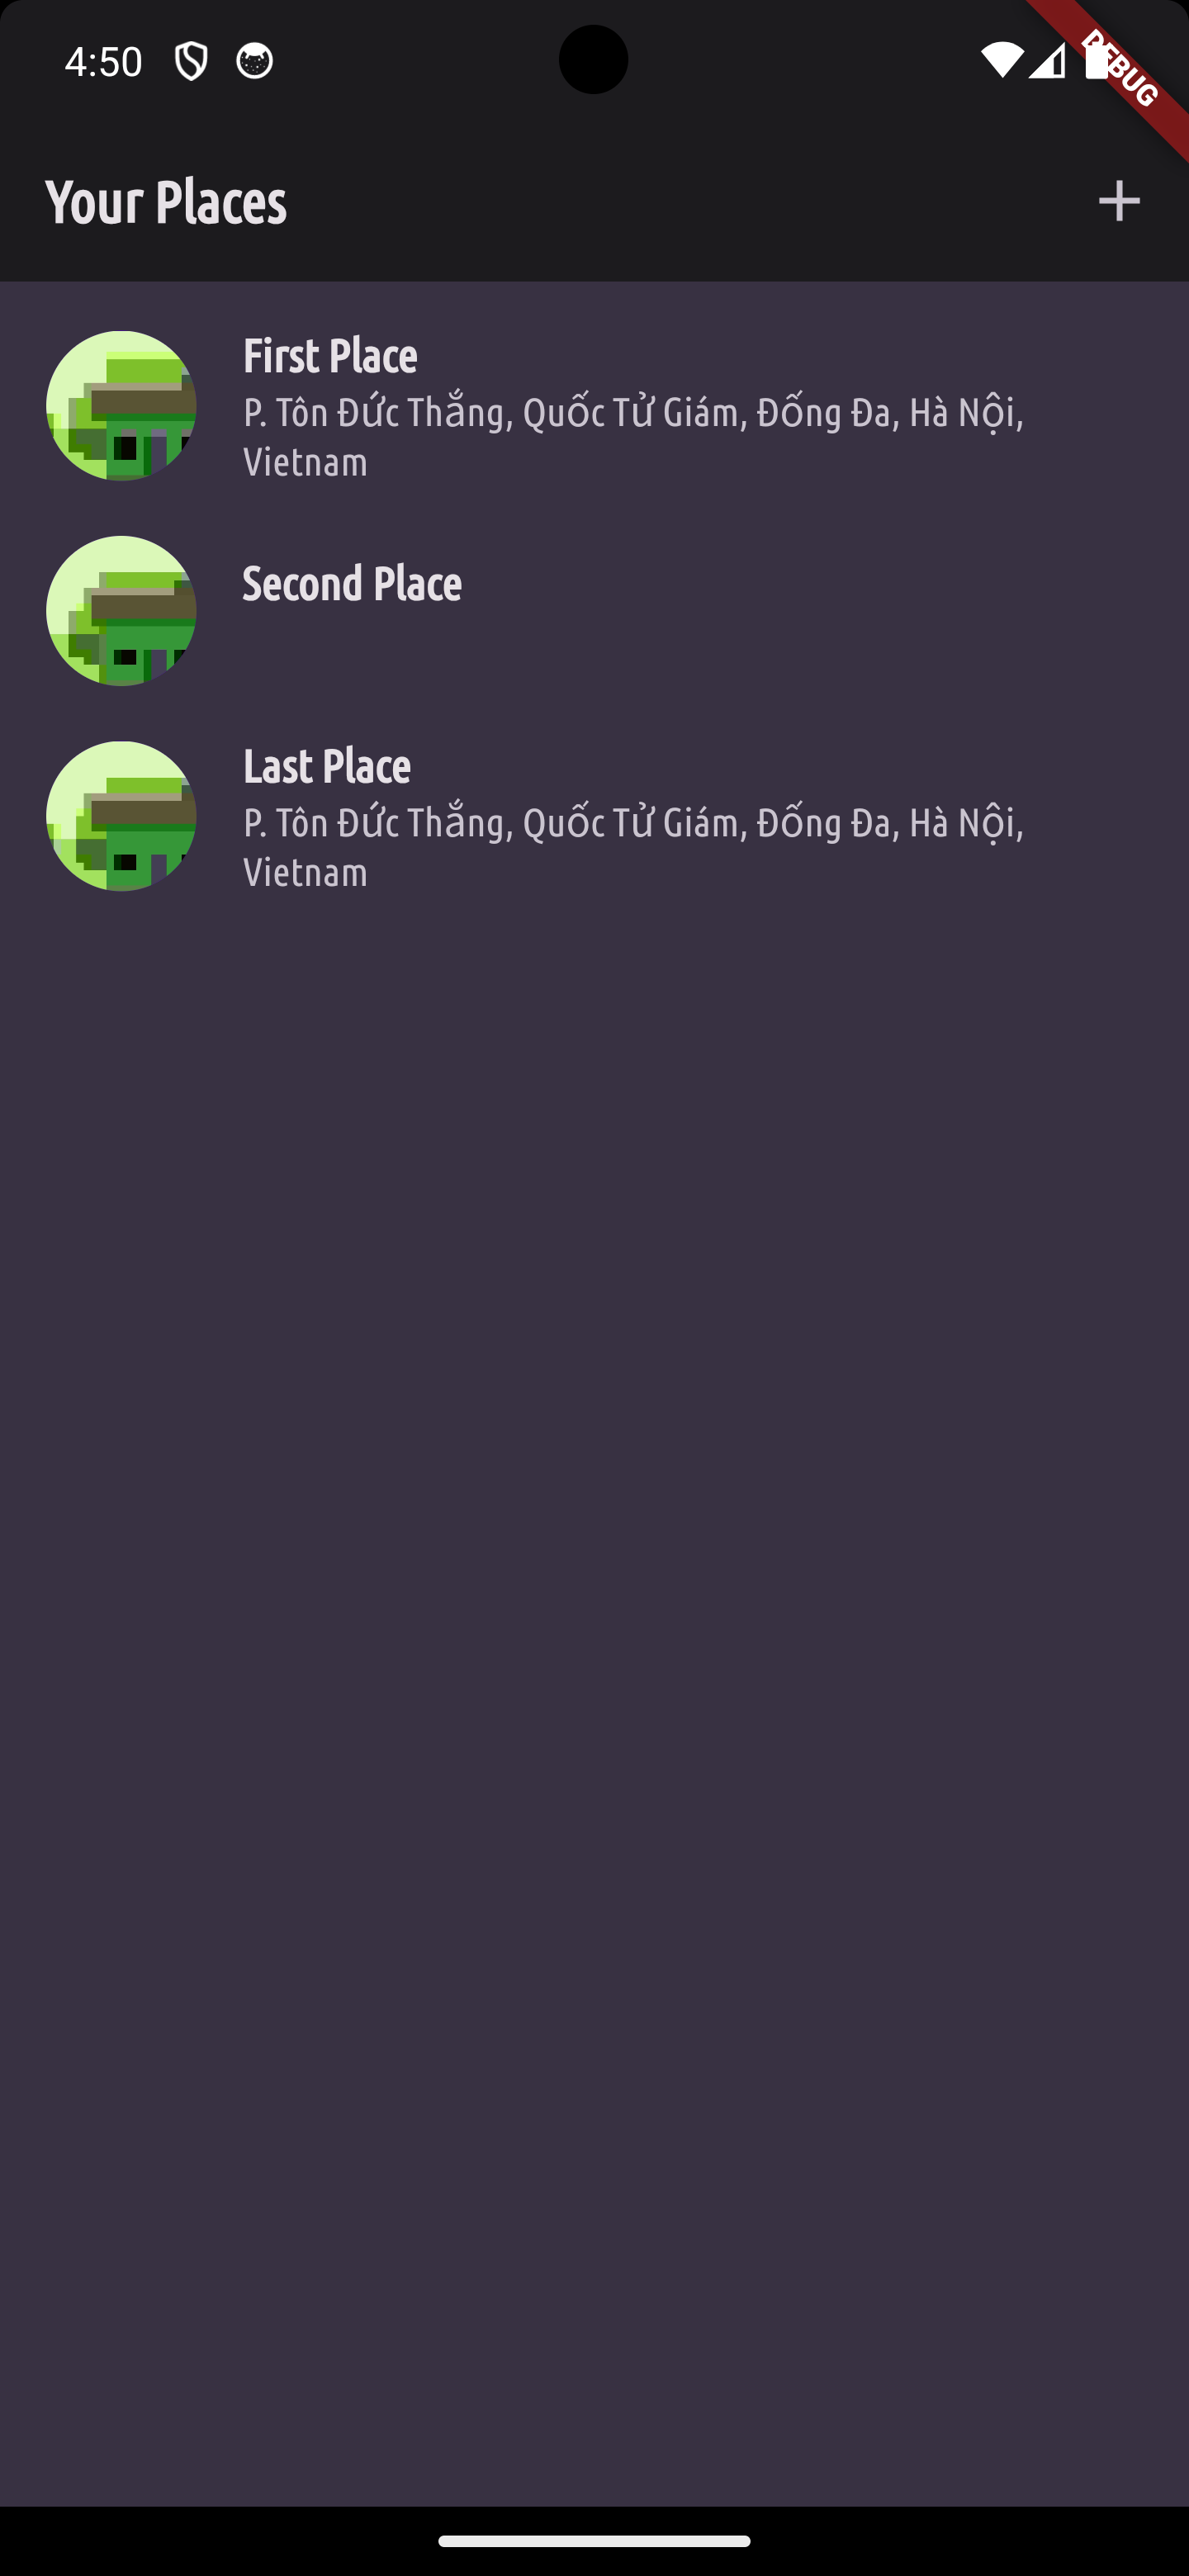 4:50
DEBUG
Your Places
First Place
P. Tôn Đức Thắng, Quốc Tử Giám, Đống Đa, Hà Nội,
Vietnam
Second Place
Last Place
P. Tôn Đức Thắng, Quốc Tử Giám, Đống Đa, Hà Nội,
Vietnam